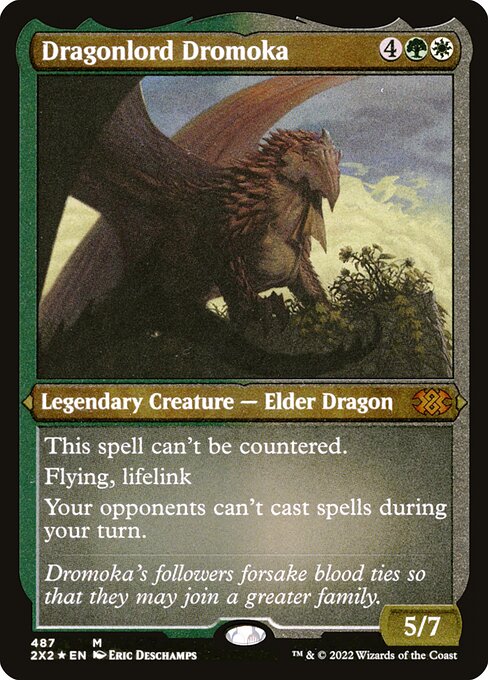 Dragonlord Dromoka 4
Legendary Creature — Elder Dragon
This spell can't be countered.
Flying, lifelink
Your opponents can't cast spells during
your turn.
Dromoka's followers forsake blood ties so
that they may join a greater family.
5/7
487 M
2X2★EN Eric Deschamps
™ & © 2022 Wizards of the Coast